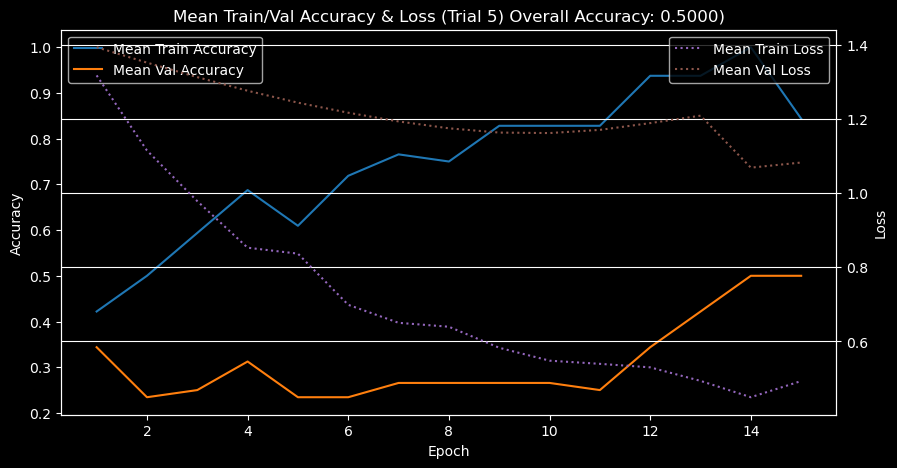 Mean Train/Val Accuracy & Loss (Trial 5) Overall Accuracy: 0.5000)
Mean Train Accuracy
Mean Val Accuracy
Mean Train Loss
Mean Val Loss
1.0
0.9
0.8
0.7
0.6
0.5
0.4
0.3
0.2
Accuracy
1.4
1.2
1.0
0.8
0.6
Loss
2 4 6 8 10 12 14
Epoch